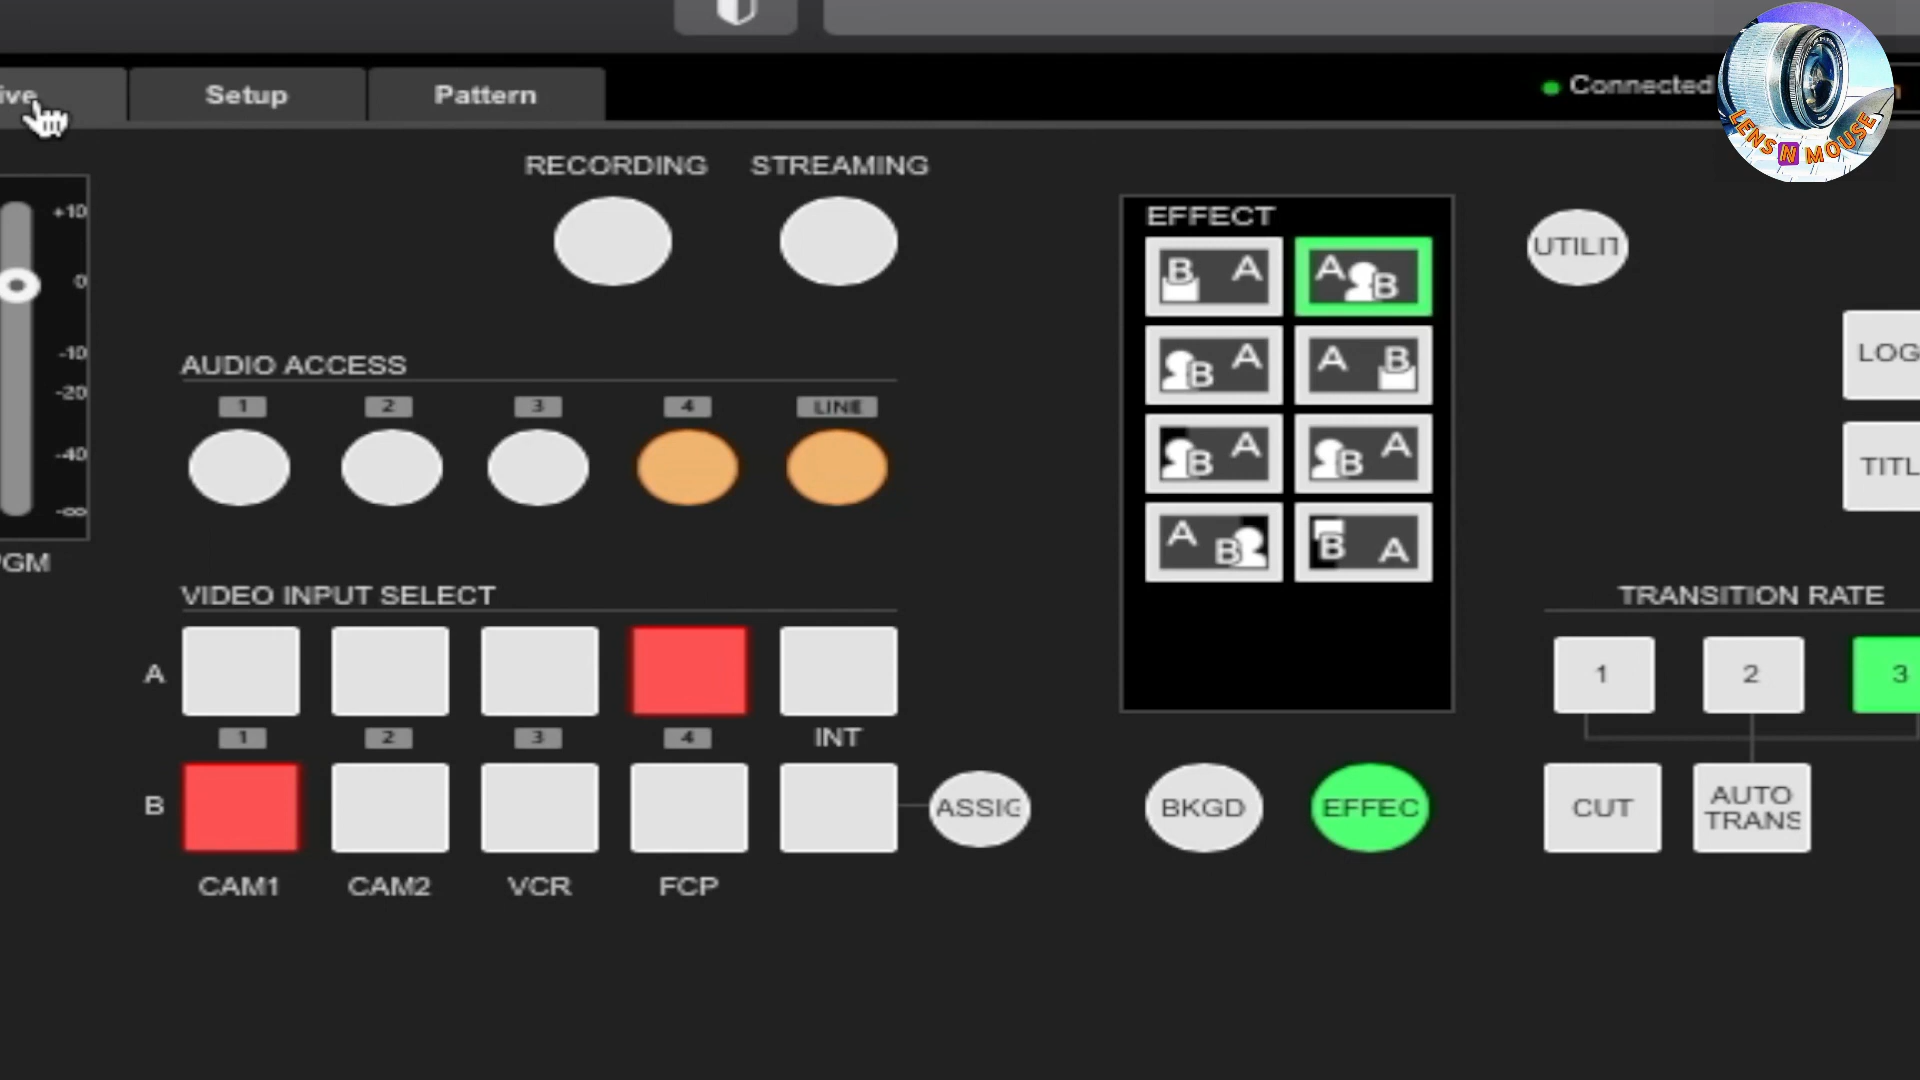 ive
Setup
Pattern
Connected
LENS N MOUSE
RECORDING
STREAMING
+10
0
-10
-20
-40
-∞
PGM
EFFECT
B A
A B
B A
A B
B A
B A
A B
B A
UTILIT
LOG
TITL
AUDIO ACCESS
1 2 3 4 LINE
VIDEO INPUT SELECT
A
1 2 3 4 INT
B
ASSIG
CAM1 CAM2 VCR FCP
BKGD
EFFEC
TRANSITION RATE
1 2 3
CUT
AUTO
TRANS